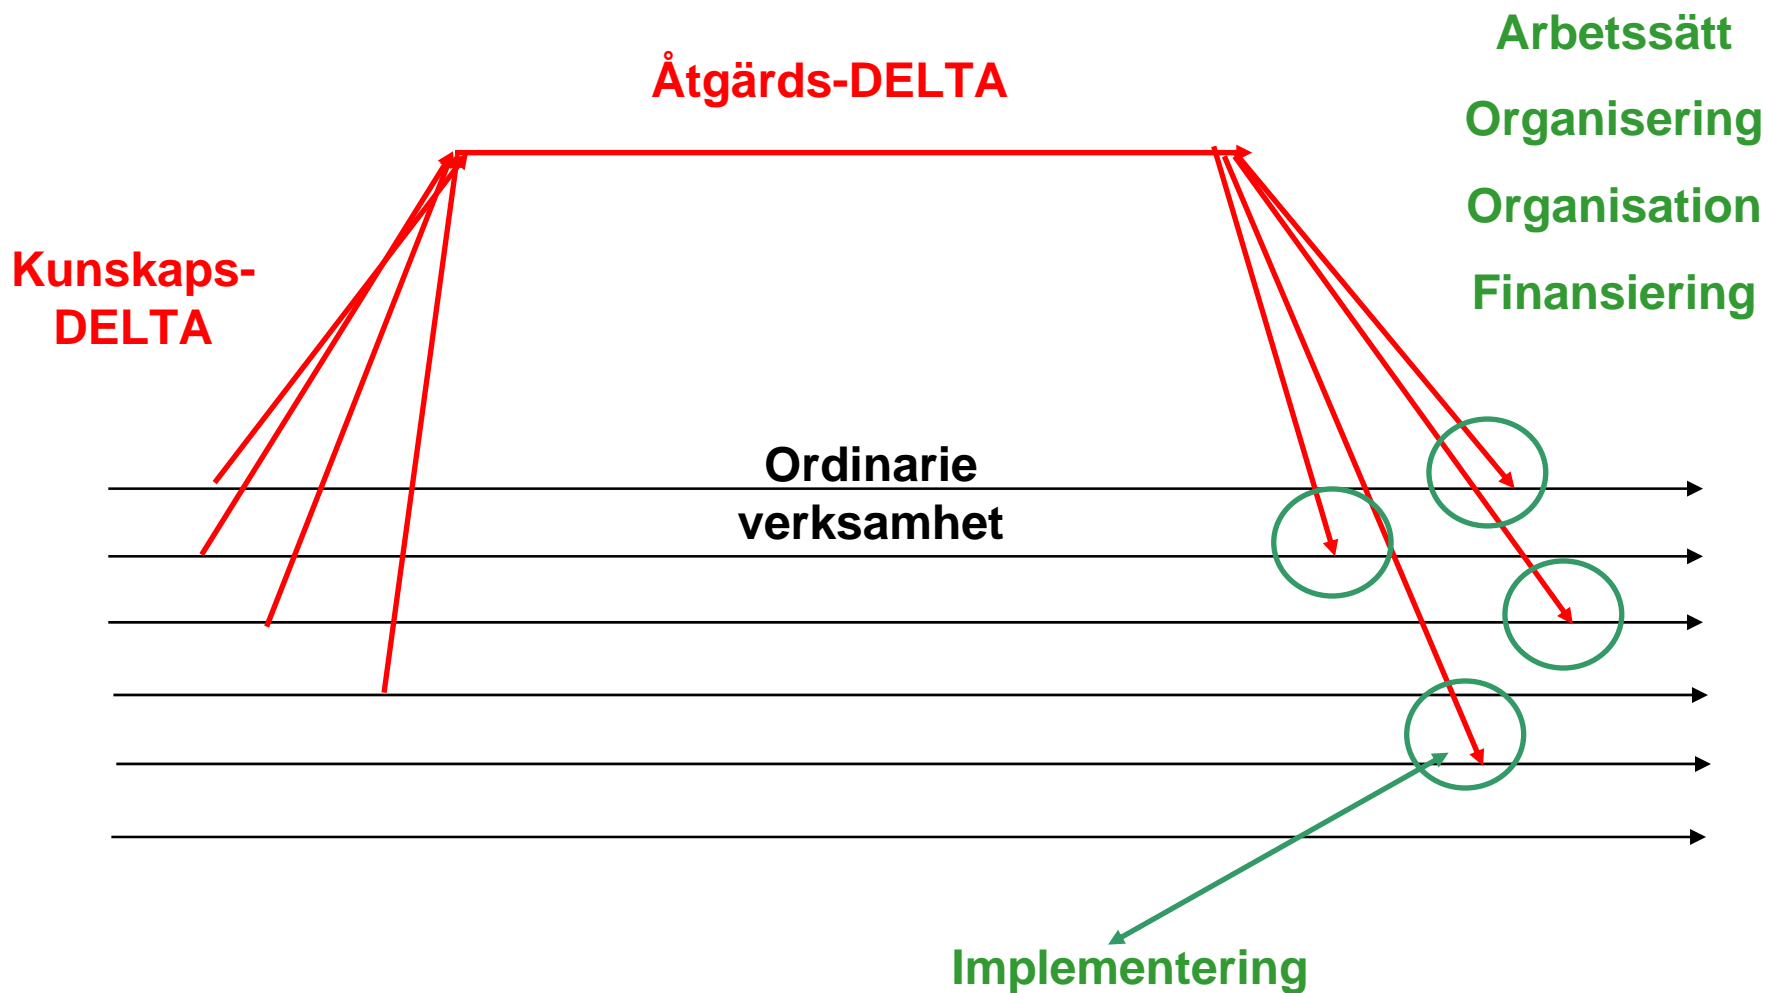 Åtgärds-DELTA
Arbetssätt
Organisering
Organisation
Finansiering
Kunskaps-
DELTA
Ordinarie
verksamhet
Implementering